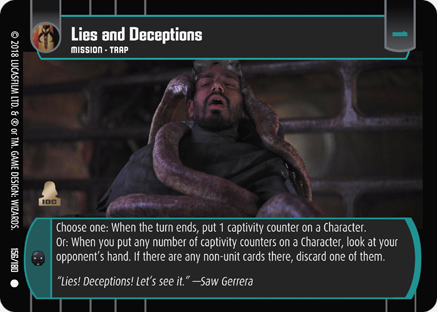 Lies and Deceptions
MISSION - TRAP
© 2018 LUCASFILM LTD. & ® or TM. GAME DESIGN: WIZARDS.
Choose one: When the turn ends, put 1 captivity counter on a Character.
Or: When you put any number of captivity counters on a Character, look at your
opponent's hand. If there are any non-unit cards there, discard one of them.
"Lies! Deceptions! Let's see it." —Saw Gerrera
156/180